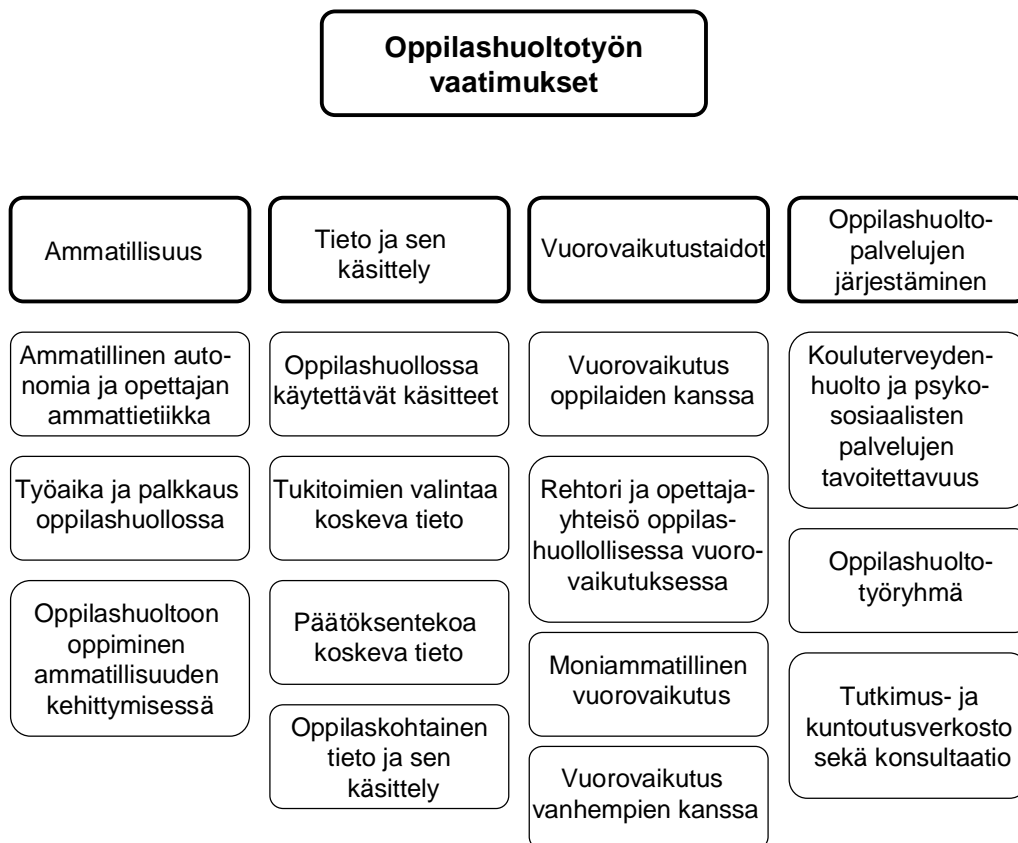 Oppilashuoltotyön
vaatimukset
Ammatillisuus
Tieto ja sen
käsittely
Vuorovaikutustaidot
Oppilashuolto-
palvelujen
järjestäminen
Ammatillinen auto-
nomia ja opettajan
ammattietiikka
Työaika ja palkkaus
oppilashuollossa
Oppilashuoltoon
oppiminen
ammatillisuuden
kehittymisessä
Oppilashuollossa
käytettävät käsitteet
Tukitoimien valintaa
koskeva tieto
Päätöksentekoa
koskeva tieto
Oppilaskohtainen
tieto ja sen
käsittely
Vuorovaikutus
oppilaiden kanssa
Rehtori ja opettaja-
yhteisö oppilas-
huollollisessa vuoro-
vaikutuksessa
Moniammatillinen
vuorovaikutus
Vuorovaikutus
vanhempien kanssa
Kouluterveyden-
huolto ja psyko-
sosiaalisten
palvelujen
tavoitettavuus
Oppilashuolto-
työryhmä
Tutkimus- ja
kuntoutusverkosto
sekä konsultaatio